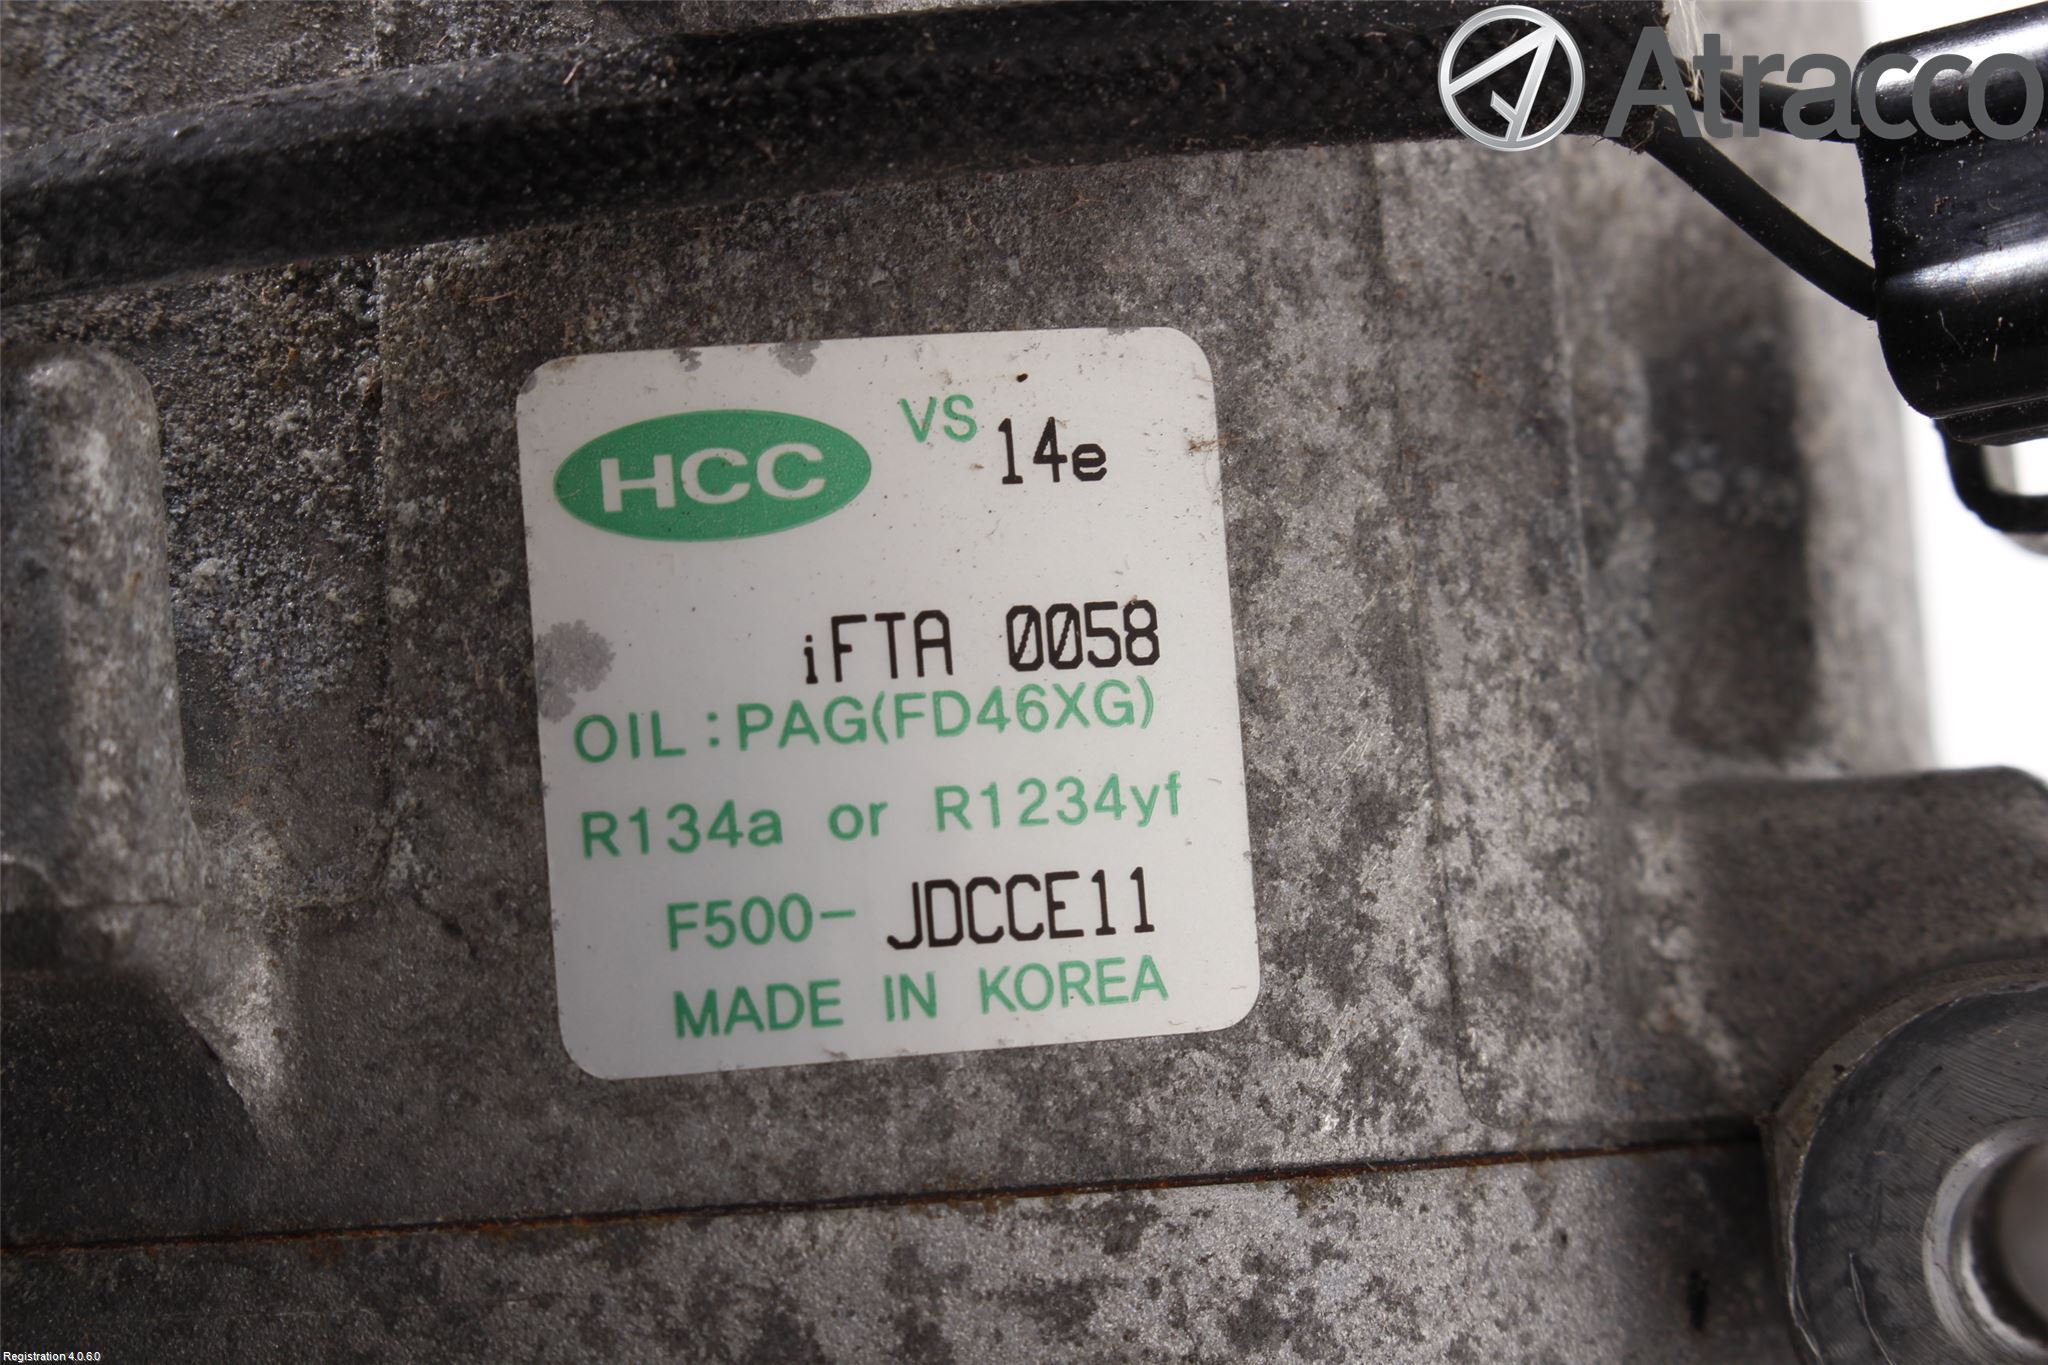 Atracco
HCC VS 14e
iFTA 0058
OIL : PAG(FD46XG)
R134a or R1234yf
F500- JDCCE11
MADE IN KOREA
Registration 4.0.6.0